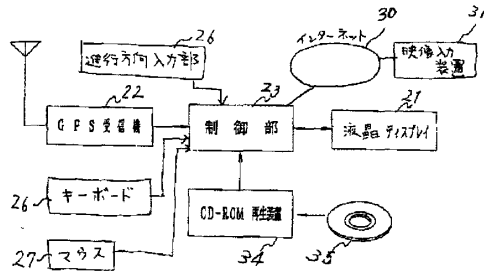 26
進行方向入力部
インターネット
30
31
映像入力
装置
22
GPS受信機
23
制御部
21
液晶ディスプレイ
26
キーボード
27
マウス
CD-ROM 再生装置
34
35